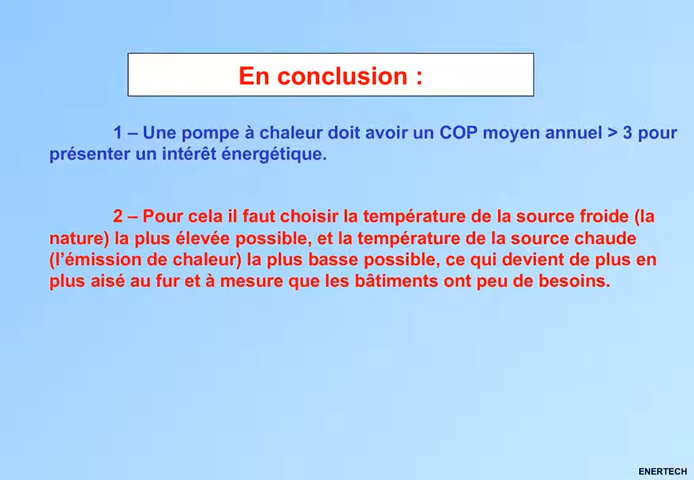 En conclusion :
1 – Une pompe à chaleur doit avoir un COP moyen annuel > 3 pour
présenter un intérêt énergétique.
2 – Pour cela il faut choisir la température de la source froide (la
nature) la plus élevée possible, et la température de la source chaude
(l’émission de chaleur) la plus basse possible, ce qui devient de plus en
plus aisé au fur et à mesure que les bâtiments ont peu de besoins.
ENERTECH